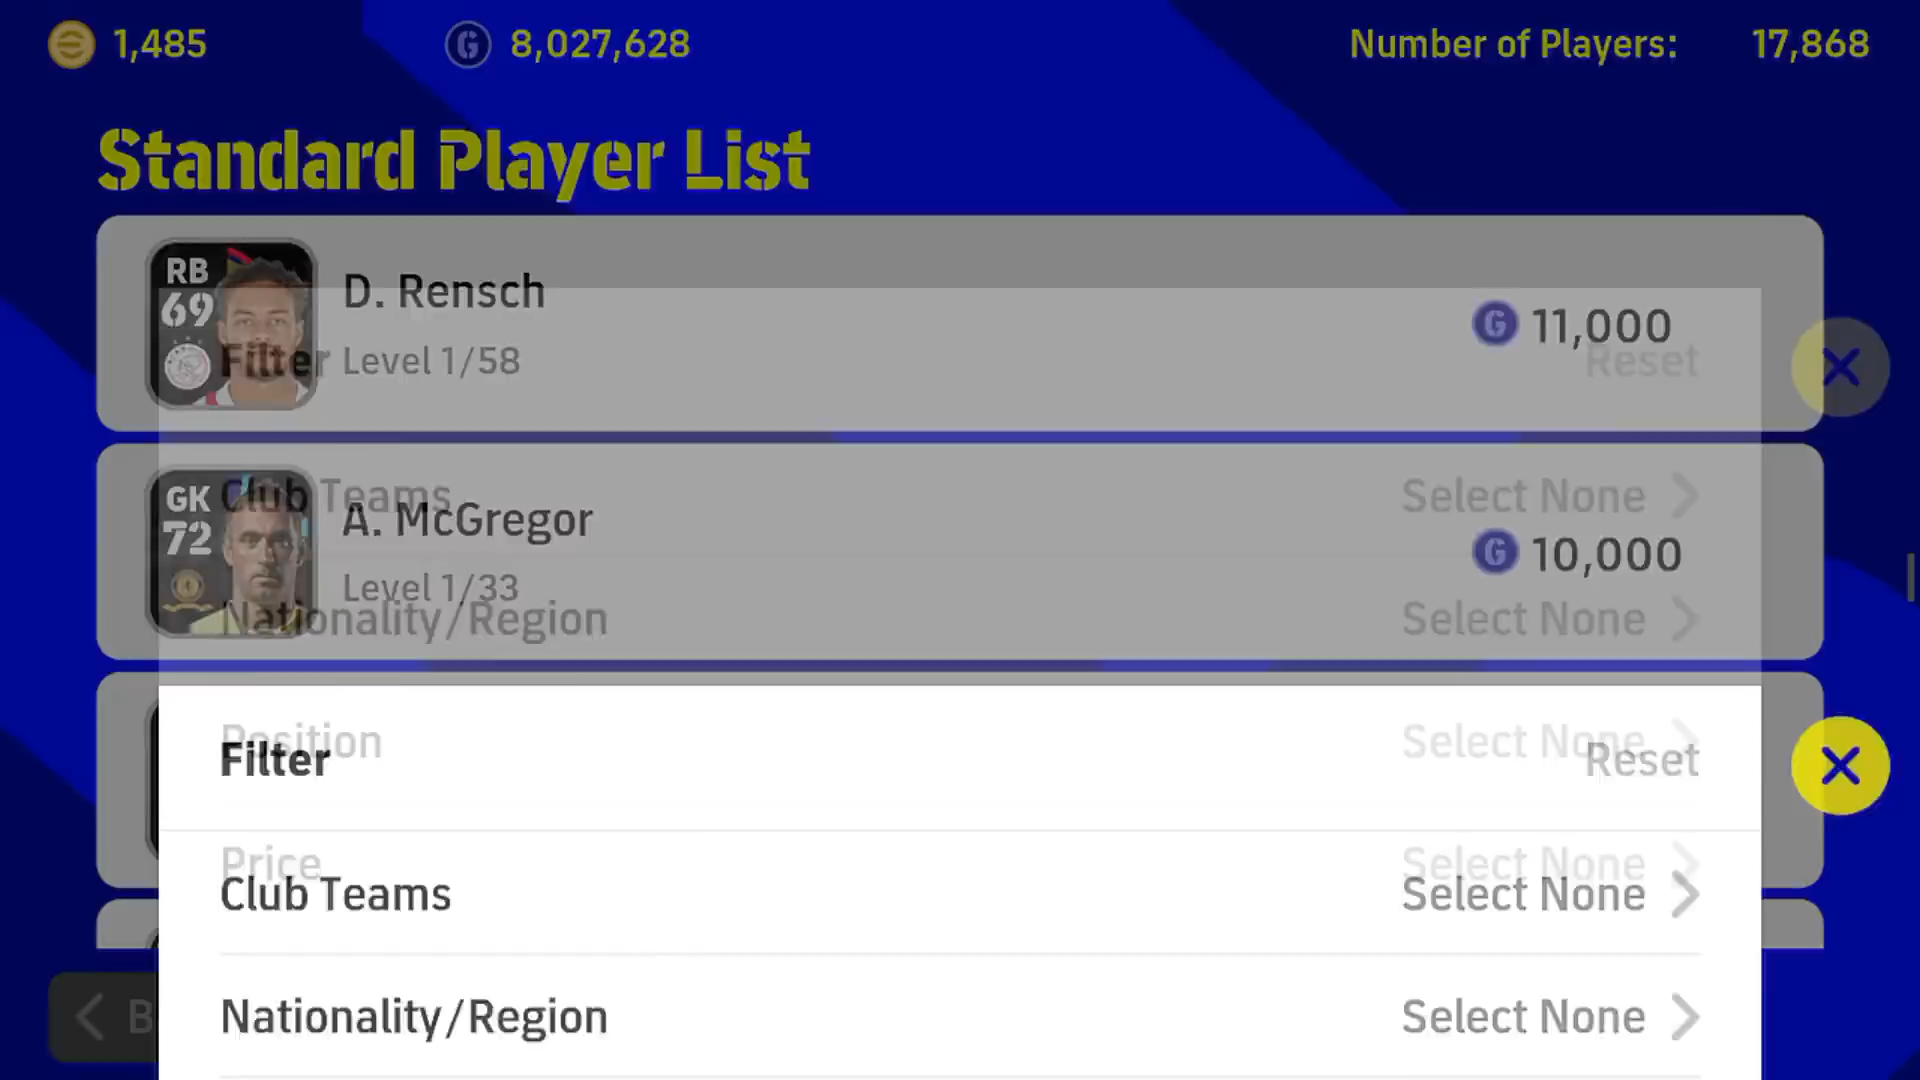 1,485
8,027,628
Number of Players: 17,868
Standard Player List
RB
69
D. Rensch
Level 1/58
11,000
Filter
Reset
GK
72
A. McGregor
Level 1/33
10,000
Club Teams
Select None
Nationality/Region
Select None
Position
Select None
Filter
Reset
Price
Select None
Club Teams
Select None
Nationality/Region
Select None
B